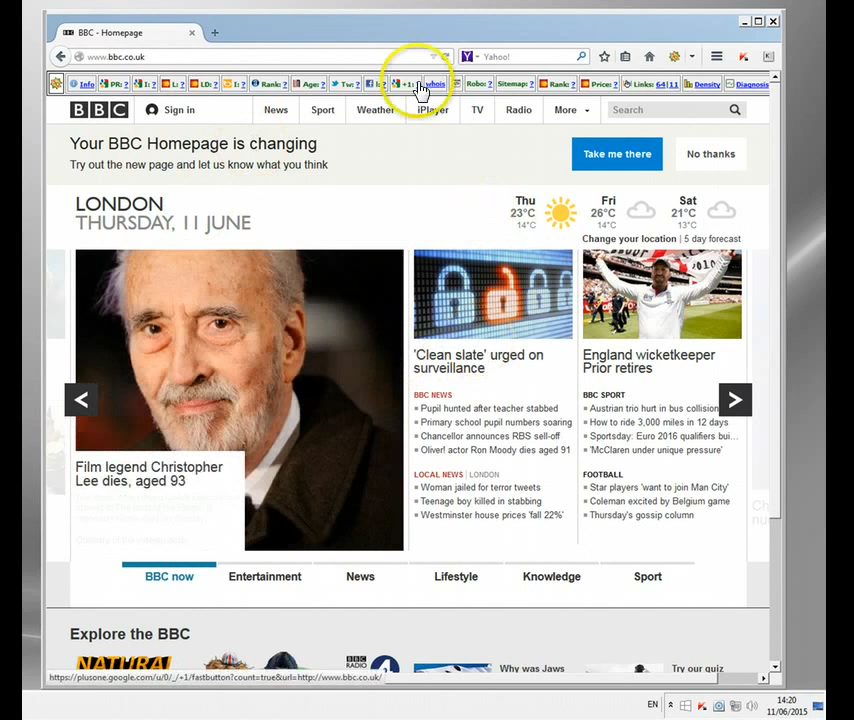 BBC - Homepage
www.bbc.co.uk
Yahoo!
Info PR: ? I: ? L: ? LD: ? I: ? Rank: ? Age: ? Tw: ? +1: whois Robo: ? Sitemap: ? Rank: ? Price: ? Links: 64|11 Density Diagnosis
BBC Sign in News Sport Weather iPlayer TV Radio More Search
Your BBC Homepage is changing
Try out the new page and let us know what you think
Take me there
No thanks
LONDON
THURSDAY, 11 JUNE
Thu Fri Sat
23°C 26°C 21°C
14°C 14°C 13°C
Change your location | 5 day forecast
2010
Film legend Christopher
Lee dies, aged 93
'Clean slate' urged on
surveillance
BBC NEWS
Pupil hunted after teacher stabbed
Primary school pupil numbers soaring
Chancellor announces RBS sell-off
Oliver! actor Ron Moody dies aged 91
LOCAL NEWS | LONDON
Woman jailed for terror tweets
Teenage boy killed in stabbing
Westminster house prices 'fall 22%'
England wicketkeeper
Prior retires
BBC SPORT
Austrian trio hurt in bus collision
How to ride 3,000 miles in 12 days
Sportsday: Euro 2016 qualifiers bui...
'McLaren under unique pressure'
FOOTBALL
Star players 'want to join Man City'
Coleman excited by Belgium game
Thursday's gossip column
BBC now Entertainment News Lifestyle Knowledge Sport
Explore the BBC
NATURAL
BBC RADIO 4
Why was Jaws
Try our quiz
https://plusone.google.com/u/0/_/+1/fastbutton?count=true&url=http://www.bbc.co.uk/
EN
14:20
11/06/2015